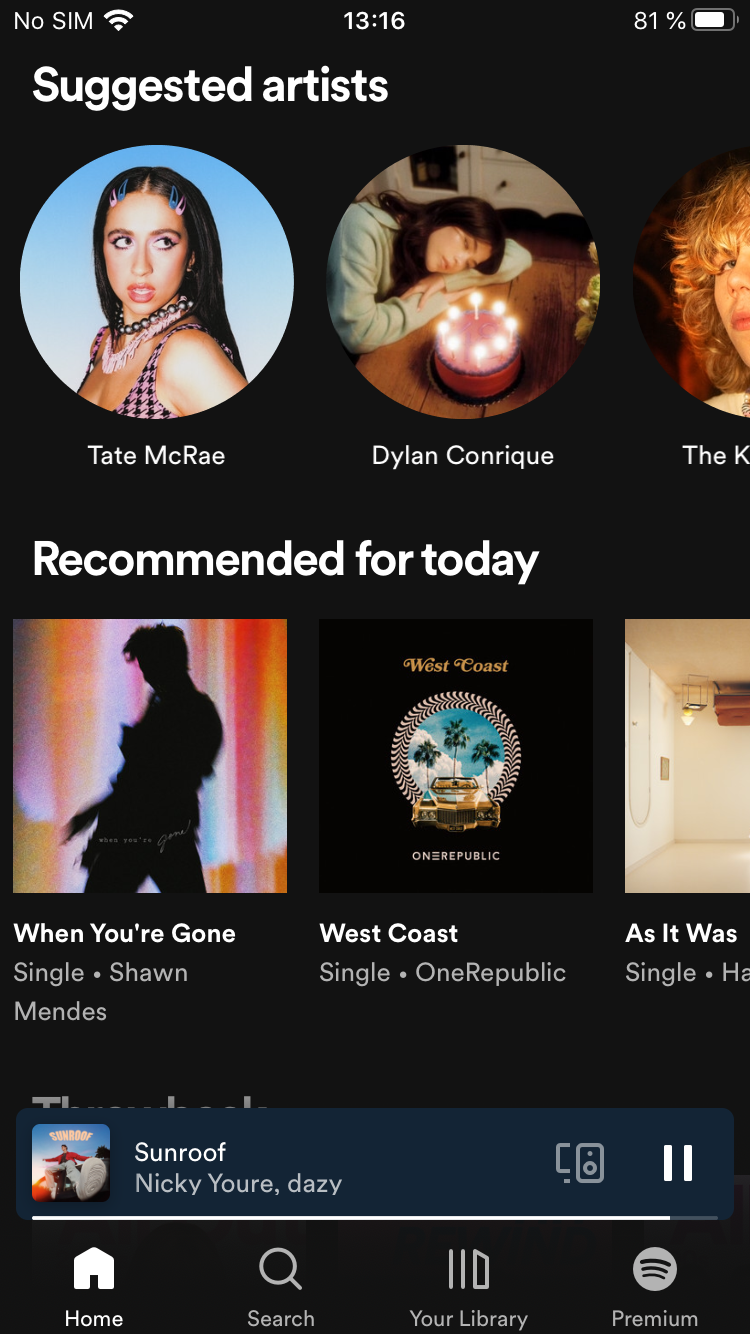 No SIM 13:16 81 %
Suggested artists
Tate McRae Dylan Conrique The K
Recommended for today
when you're gone
West Coast
ONEREPUBLIC
When You're Gone West Coast As It Was
Single • Shawn Single • OneRepublic Single • Ha
Mendes
Throwback
SUNROOF
Sunroof
Nicky Youre, dazy
Home Search Your Library Premium